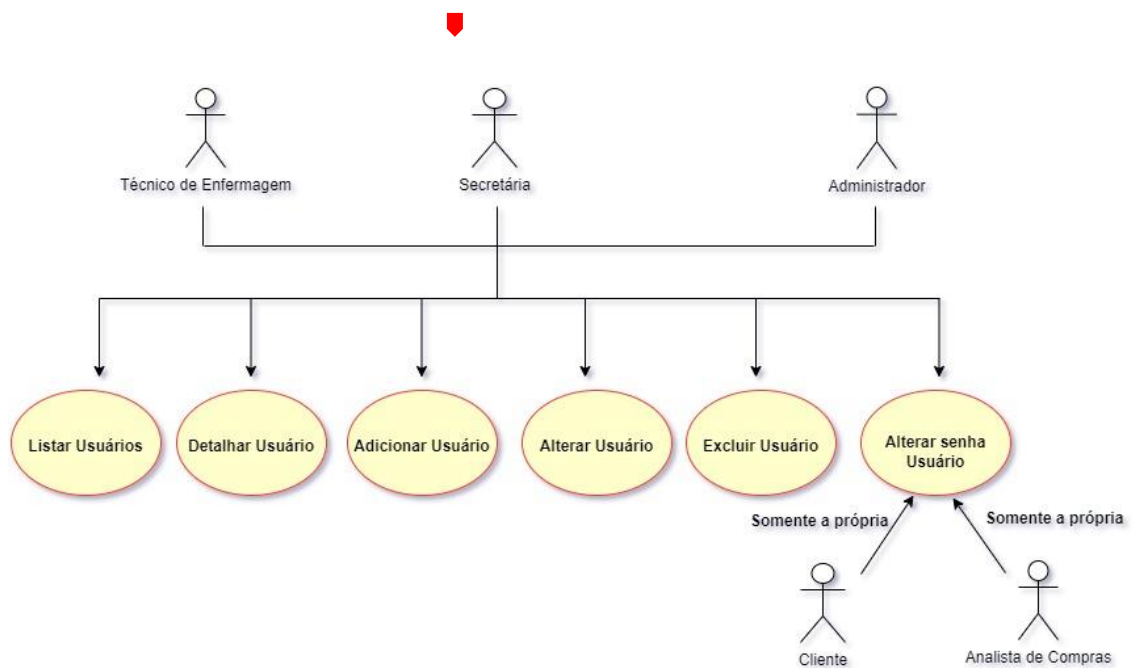 Técnico de Enfermagem
Secretária
Administrador
Listar Usuários
Detalhar Usuário
Adicionar Usuário
Alterar Usuário
Excluir Usuário
Alterar senha
Usuário
Somente a própria
Somente a própria
Cliente
Analista de Compras